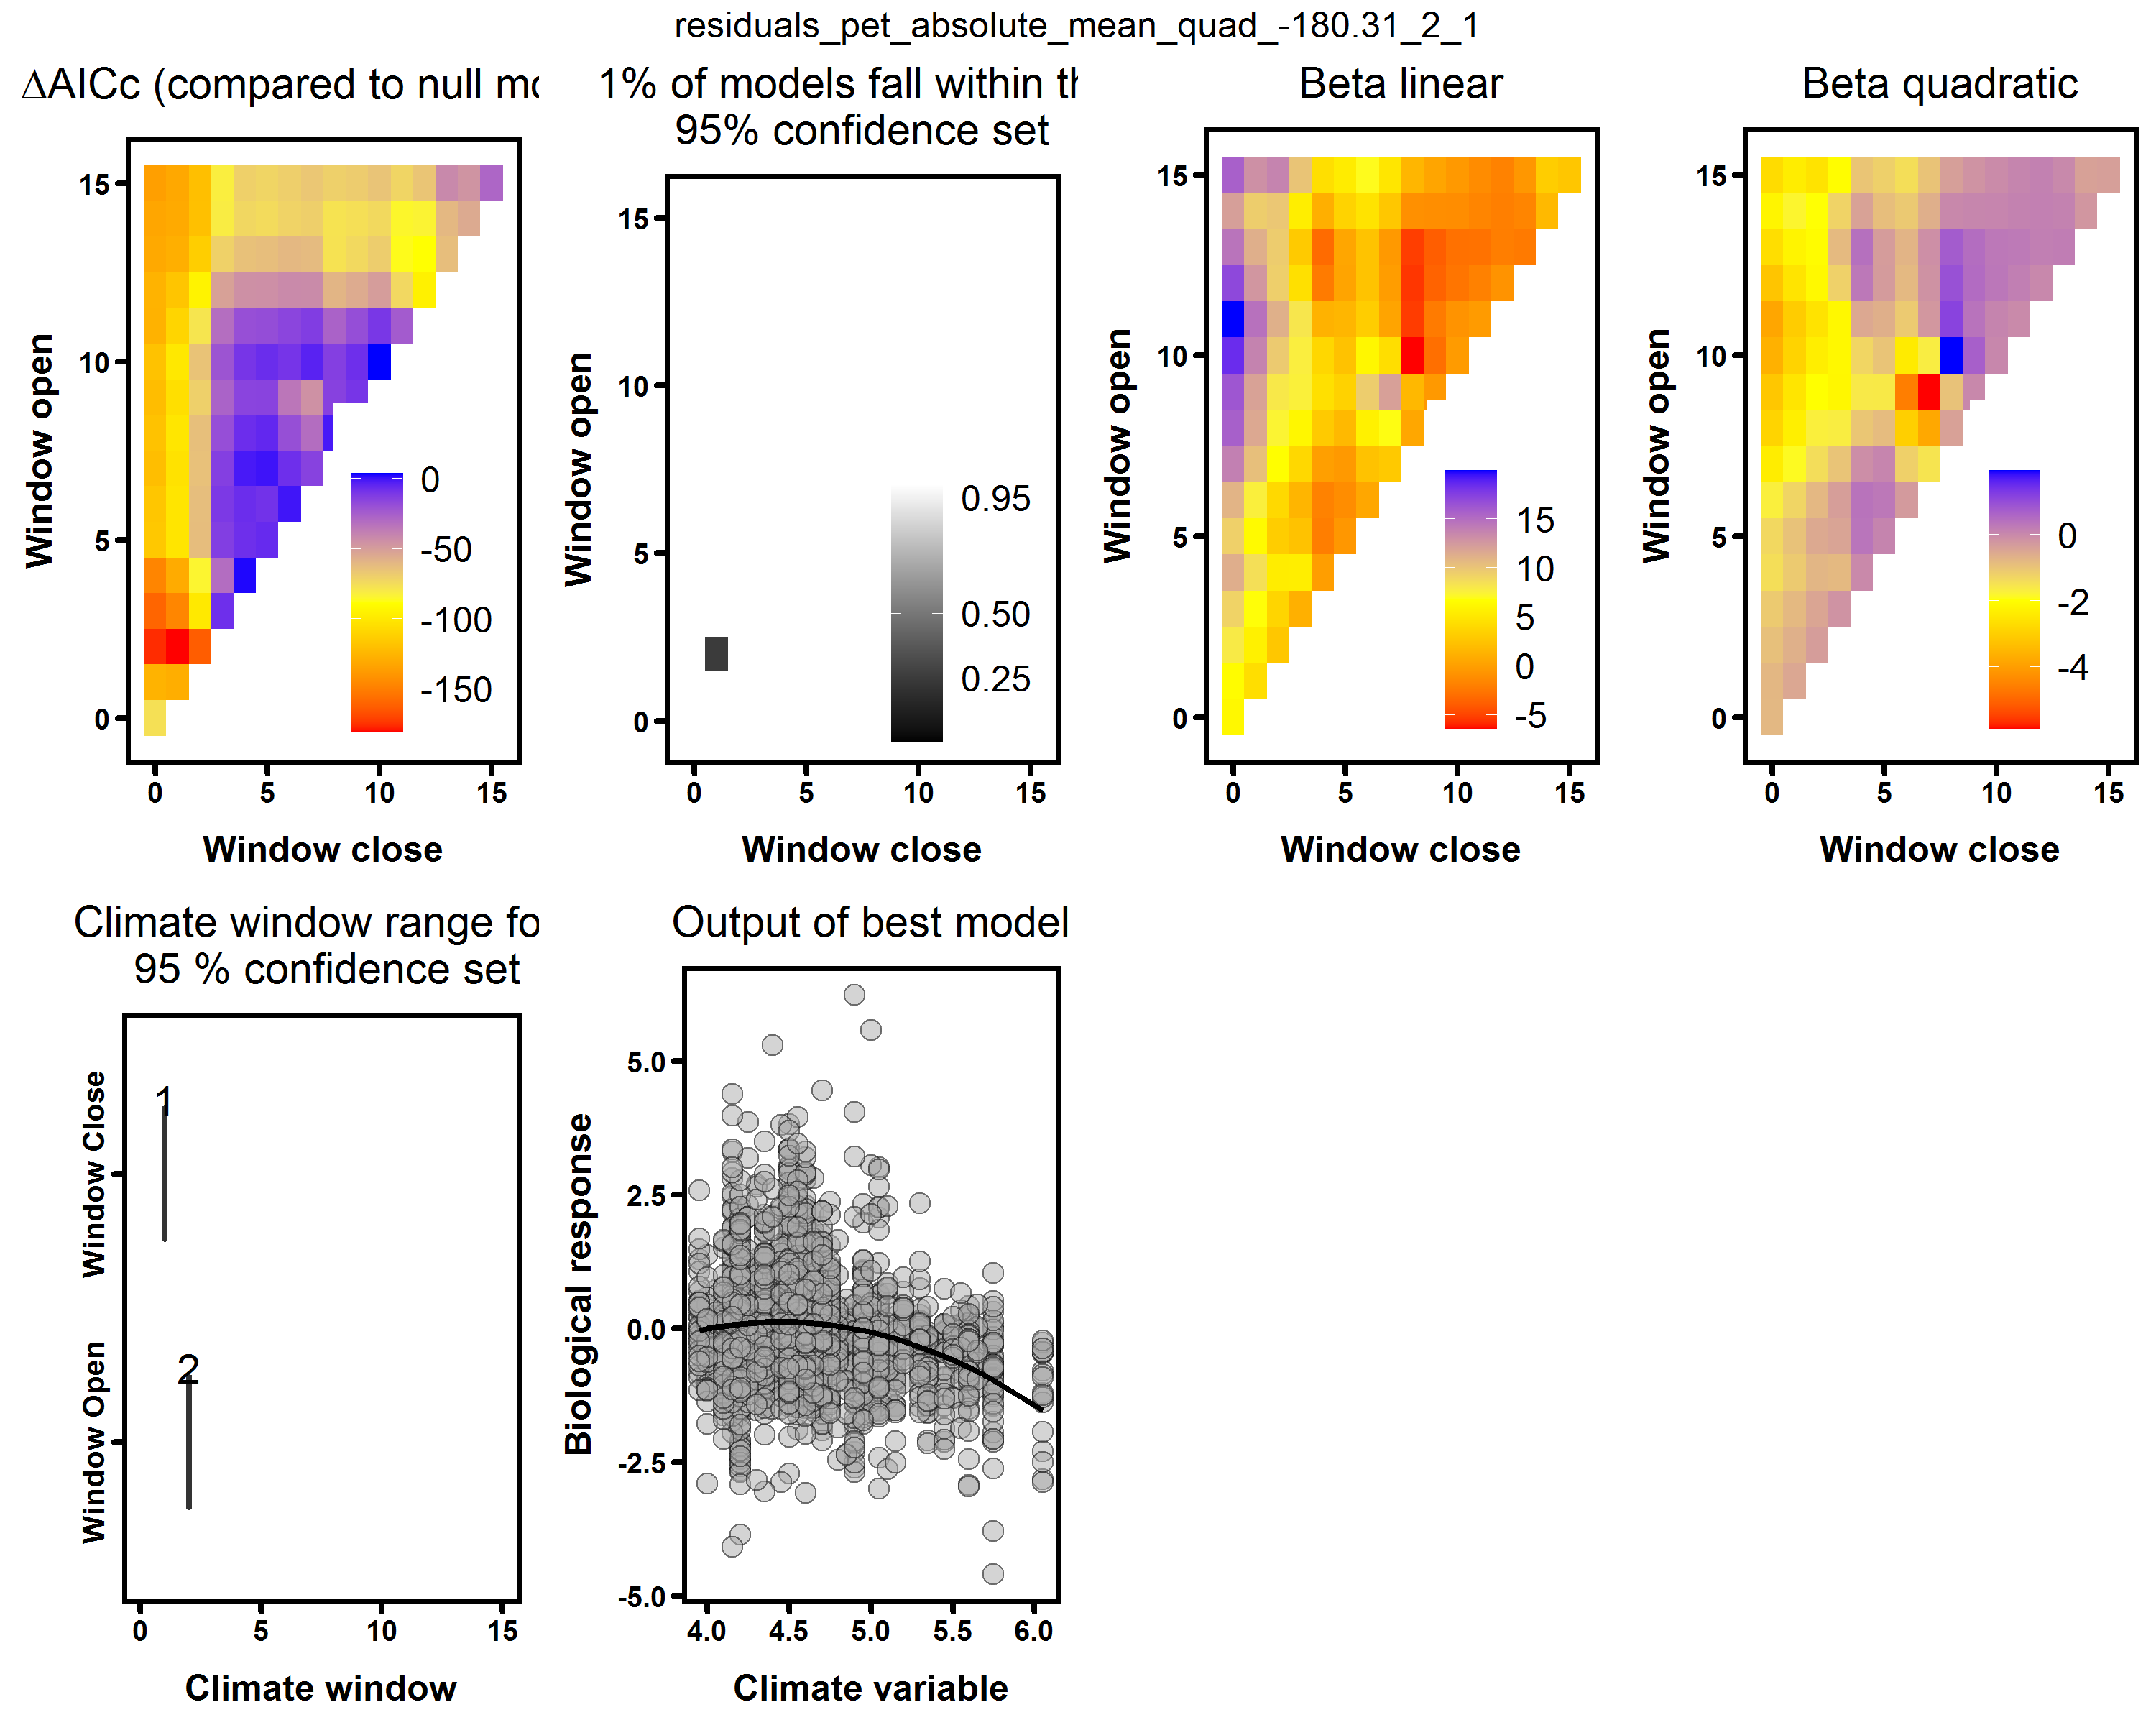 residuals_pet_absolute_mean_quad_-180.31_2_1
ΔAICc (compared to null mo
1% of models fall within th
95% confidence set
Beta linear
Beta quadratic
Window open
15
10
5
0
0
-50
-100
-150
0 5 10 15
Window close
Window open
15
10
5
0
0.95
0.50
0.25
0 5 10 15
Window close
Window open
15
10
5
0
15
10
5
0
-5
0 5 10 15
Window close
Window open
15
10
5
0
0
-2
-4
0 5 10 15
Window close
Climate window range fo
95 % confidence set
Window Close
1
Window Open
2
0 5 10 15
Climate window
Output of best model
Biological response
5.0
2.5
0.0
-2.5
-5.0
4.0 4.5 5.0 5.5 6.0
Climate variable